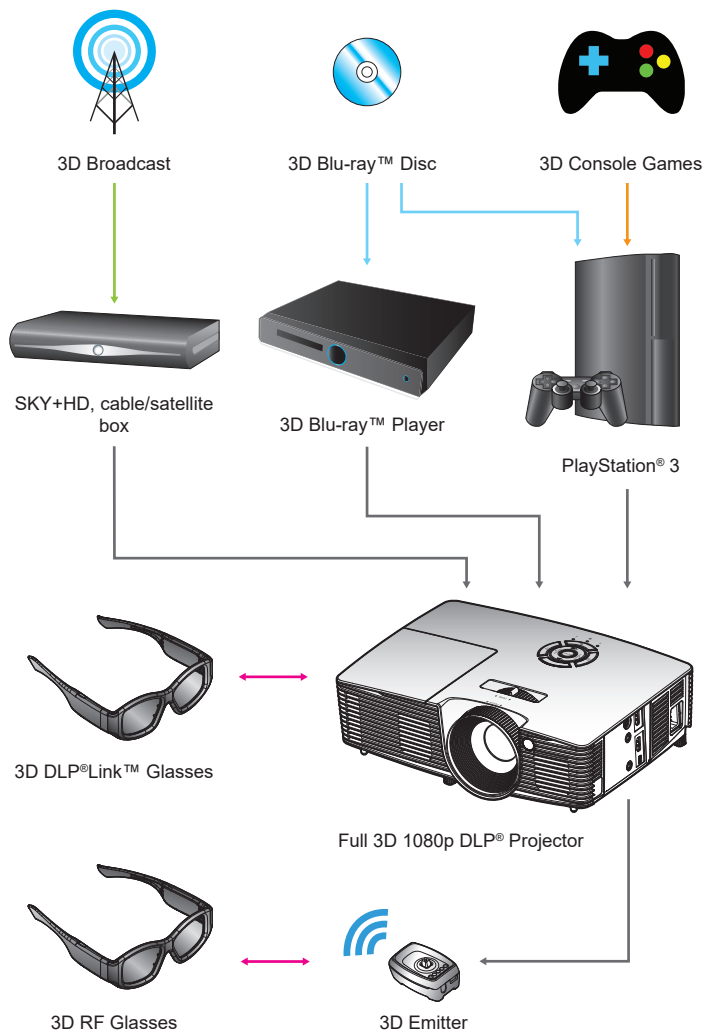 3D Broadcast
3D Blu-ray™ Disc
3D Console Games
SKY+HD, cable/satellite
box
3D Blu-ray™ Player
PlayStation® 3
3D DLP®Link™ Glasses
Full 3D 1080p DLP® Projector
3D RF Glasses
3D Emitter